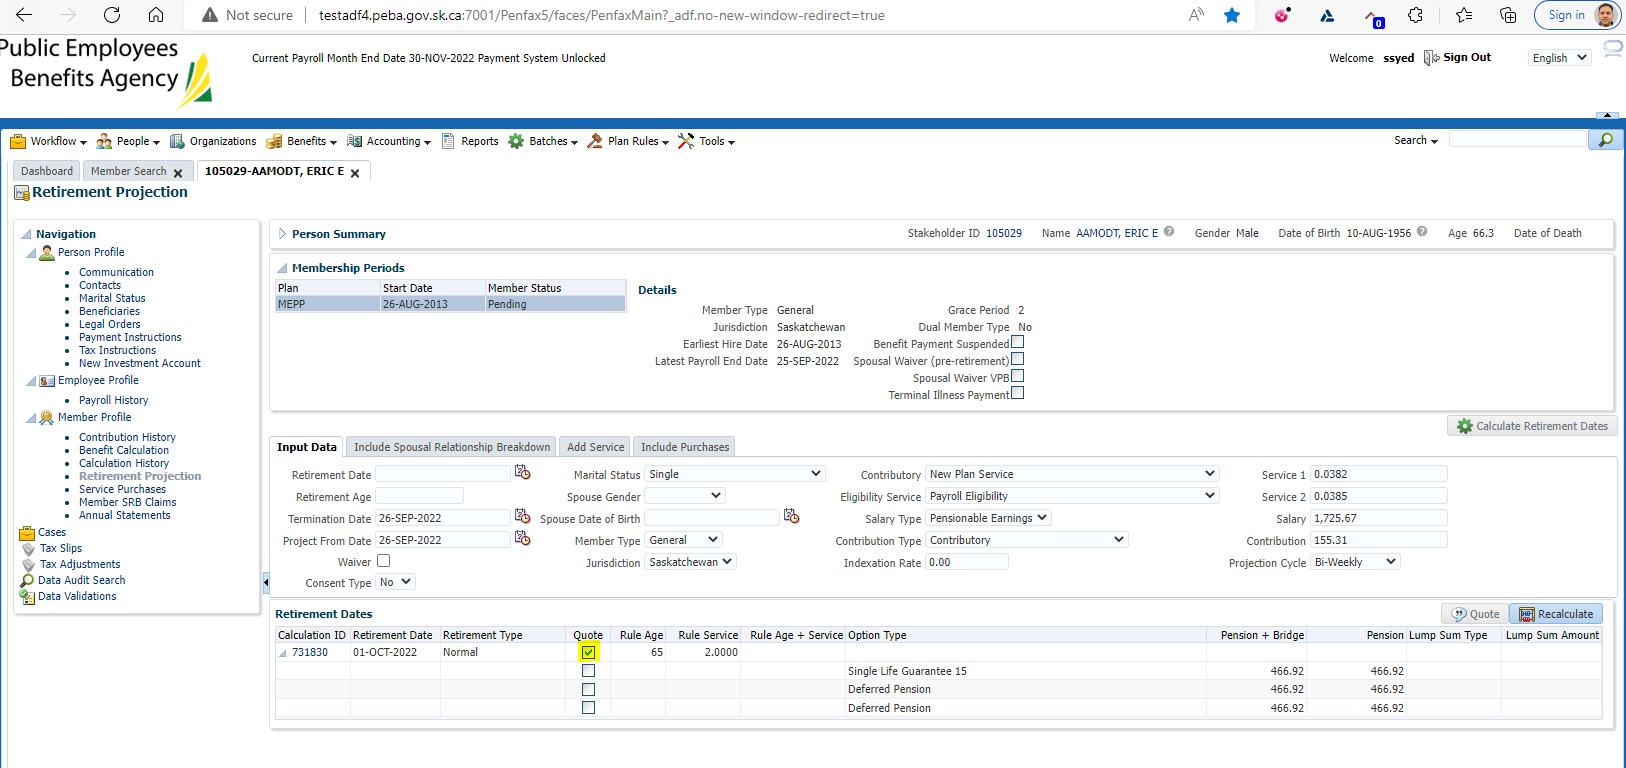 Not secure testadf4.peba.gov.sk.ca:7001/Penfax5/faces/PenfaxMain?_adf.no-new-window-redirect=true
0
Sign in
Public Employees
Benefits Agency
Current Payroll Month End Date 30-NOV-2022 Payment System Unlocked
Welcome ssyed Sign Out English
Workflow People Organizations Benefits Accounting Reports Batches Plan Rules Tools Search
Dashboard Member Search 105029-AAMODT, ERIC E
Retirement Projection
Navigation
Person Profile
Communication
Contacts
Marital Status
Beneficiaries
Legal Orders
Payment Instructions
Tax Instructions
New Investment Account
Employee Profile
Payroll History
Member Profile
Contribution History
Benefit Calculation
Calculation History
Retirement Projection
Service Purchases
Member SRB Claims
Annual Statements
Cases
Tax Slips
Tax Adjustments
Data Audit Search
Data Validations
Person Summary Stakeholder ID 105029 Name AAMODT, ERIC E Gender Male Date of Birth 10-AUG-1956 Age 66.3 Date of Death
Membership Periods
Plan Start Date Member Status
MEPP 26-AUG-2013 Pending
Details
Member Type General Grace Period 2
Jurisdiction Saskatchewan Dual Member Type No
Earliest Hire Date 26-AUG-2013 Benefit Payment Suspended
Latest Payroll End Date 25-SEP-2022 Spousal Waiver (pre-retirement)
Spousal Waiver VPB
Terminal Illness Payment
Calculate Retirement Dates
Input Data Include Spousal Relationship Breakdown Add Service Include Purchases
Retirement Date Marital Status Single Contributory New Plan Service Service 1 0.0382
Retirement Age Spouse Gender Eligibility Service Payroll Eligibility Service 2 0.0385
Termination Date 26-SEP-2022 Spouse Date of Birth Salary Type Pensionable Earnings Salary 1,725.67
Project From Date 26-SEP-2022 Member Type General Contribution Type Contributory Contribution 155.31
Waiver Jurisdiction Saskatchewan Indexation Rate 0.00 Projection Cycle Bi-Weekly
Consent Type No
Retirement Dates Quote Recalculate
Calculation ID Retirement Date Retirement Type Quote Rule Age Rule Service Rule Age + Service Option Type Pension + Bridge Pension Lump Sum Type Lump Sum Amount
731830 01-OCT-2022 Normal 65 2.0000
Single Life Guarantee 15 466.92 466.92
Deferred Pension 466.92 466.92
Deferred Pension 466.92 466.92